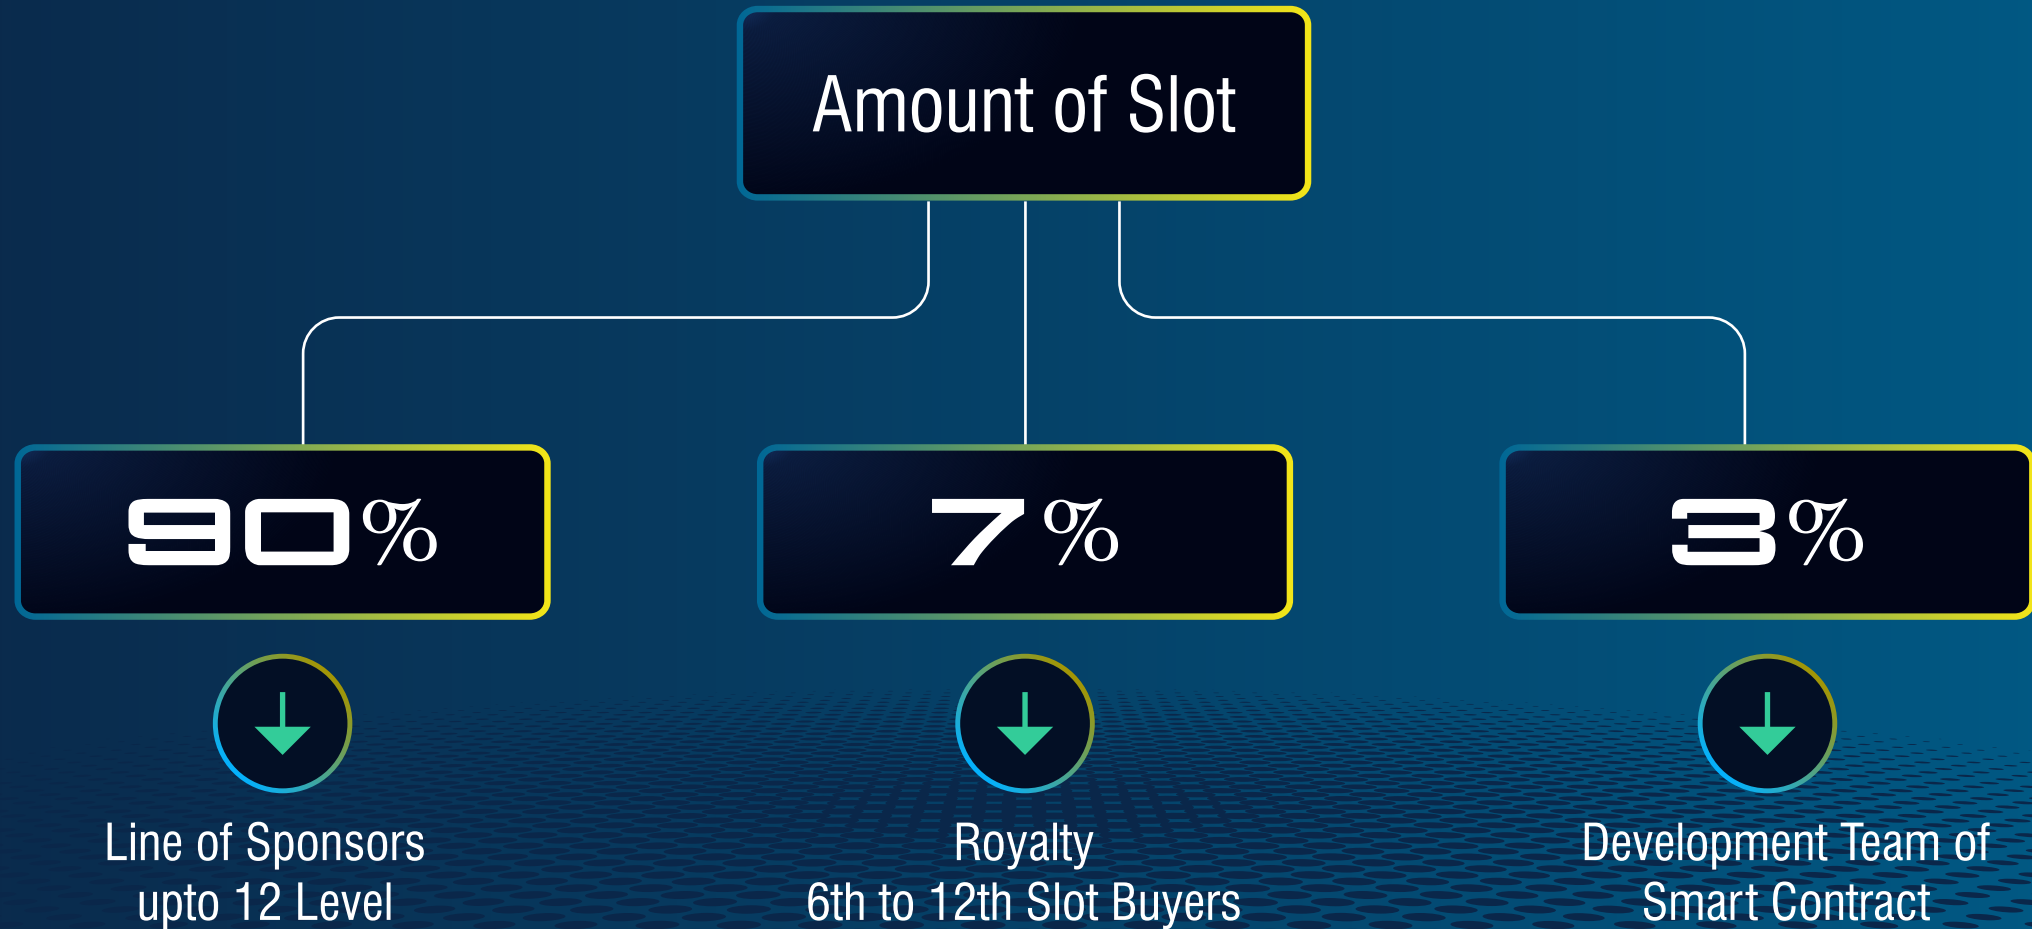 Amount of Slot
90%
7%
3%
Line of Sponsors
upto 12 Level
Royalty
6th to 12th Slot Buyers
Development Team of
Smart Contract